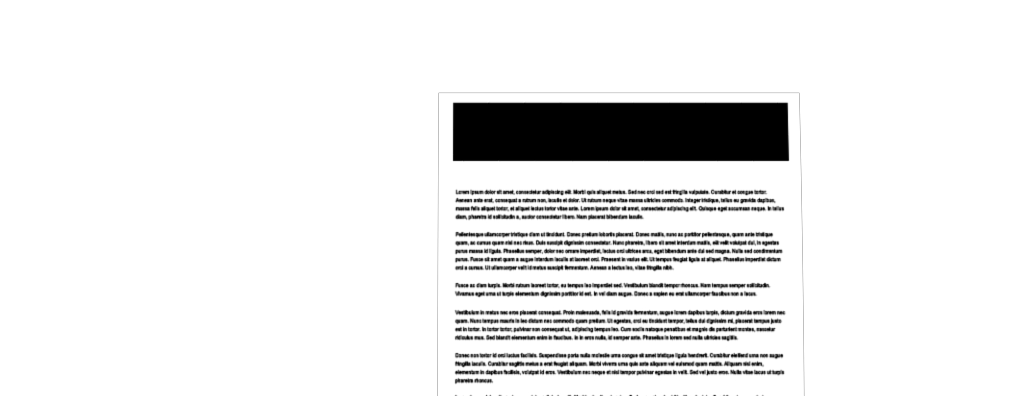 Lorem ipsum dolor sit amet, consectetur adipiscing elit. Morbi quis aliquet metus. Sed nec orci sed est fringilla vulputate. Curabitur et congue tortor.
Aenean ante erat, consequat a rutrum non, iaculis et dolor. Ut rutrum neque vitae massa ultricies commodo. Integer tristique, tellus eu gravida dapibus,
massa felis aliquet tortor, et aliquet lectus tortor vitae ante. Lorem ipsum dolor sit amet, consectetur adipiscing elit. Quisque eget accumsan neque. In tellus
diam, pharetra id sollicitudin a, auctor consectetur libero. Nam placerat bibendum iaculis.
Pellentesque ullamcorper tristique diam ut tincidunt. Donec pretium lobortis placerat. Donec mattis, nunc ac porttitor pellentesque, quam ante tristique
quam, ac cursus quam nisl nec risus. Duis suscipit dignissim consectetur. Nunc pharetra, libero sit amet interdum mattis, elit velit volutpat dui, in egestas
purus massa id ligula. Phasellus semper, dolor nec ornare imperdiet, lectus orci ultrices arcu, eget bibendum ante dui sed magna. Nulla sed condimentum
purus. Fusce sit amet quam a augue interdum iaculis at laoreet orci. Praesent in varius elit. Ut tempus feugiat ligula at aliquet. Phasellus imperdiet dictum
orci a cursus. Ut ullamcorper velit id metus suscipit fermentum. Aenean a lectus leo, vitae fringilla nibh.
Fusce ac diam turpis. Morbi rutrum laoreet tortor, eu tempus leo imperdiet sed. Vestibulum blandit tempor rhoncus. Nam tempus semper sollicitudin.
Vivamus eget urna ut turpis elementum dignissim porttitor id est. In vel diam augue. Donec a sapien eu erat ullamcorper faucibus non a lacus.
Vestibulum in metus nec eros placerat consequat. Proin malesuada, felis id gravida fermentum, augue lorem dapibus turpis, dictum gravida eros lorem nec
quam. Nunc tempus mauris in leo dictum nec commodo quam pretium. Ut egestas, orci eu tincidunt tempor, tellus dui dignissim mi, placerat tempus justo
est in tortor. In tortor tortor, pulvinar non consequat ut, adipiscing tempus leo. Cum sociis natoque penatibus et magnis dis parturient montes, nascetur
ridiculus mus. Sed blandit elementum enim in faucibus. In in eros nulla, id semper ante. Phasellus in lorem sed nulla ultricies sagittis.
Donec non tortor id orci luctus facilisis. Suspendisse porta nulla molestie urna congue sit amet tristique ligula hendrerit. Curabitur eleifend urna non augue
fringilla iaculis. Curabitur sagittis metus a erat feugiat aliquam. Morbi viverra urna quis ante aliquam vel euismod quam mattis. Aliquam nisl enim,
elementum in dapibus facilisis, volutpat id eros. Vestibulum nec neque et nisl tempor pulvinar egestas in velit. Sed vel justo eros. Nulla vitae lacus ut turpis
pharetra rhoncus.